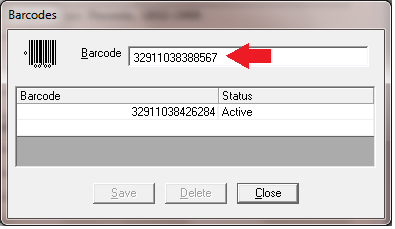 Barcodes
Barcode 32911038388567
Barcode Status
32911038426284 Active
Save Delete Close